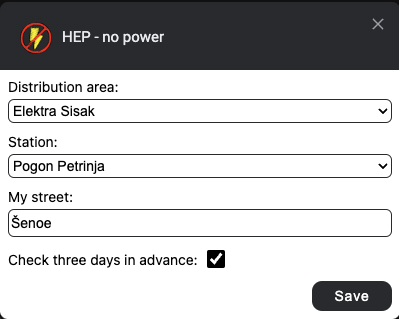 HEP - no power
Distribution area:
Elektra Sisak
Station:
Pogon Petrinja
My street:
Šenoe
Check three days in advance:
Save